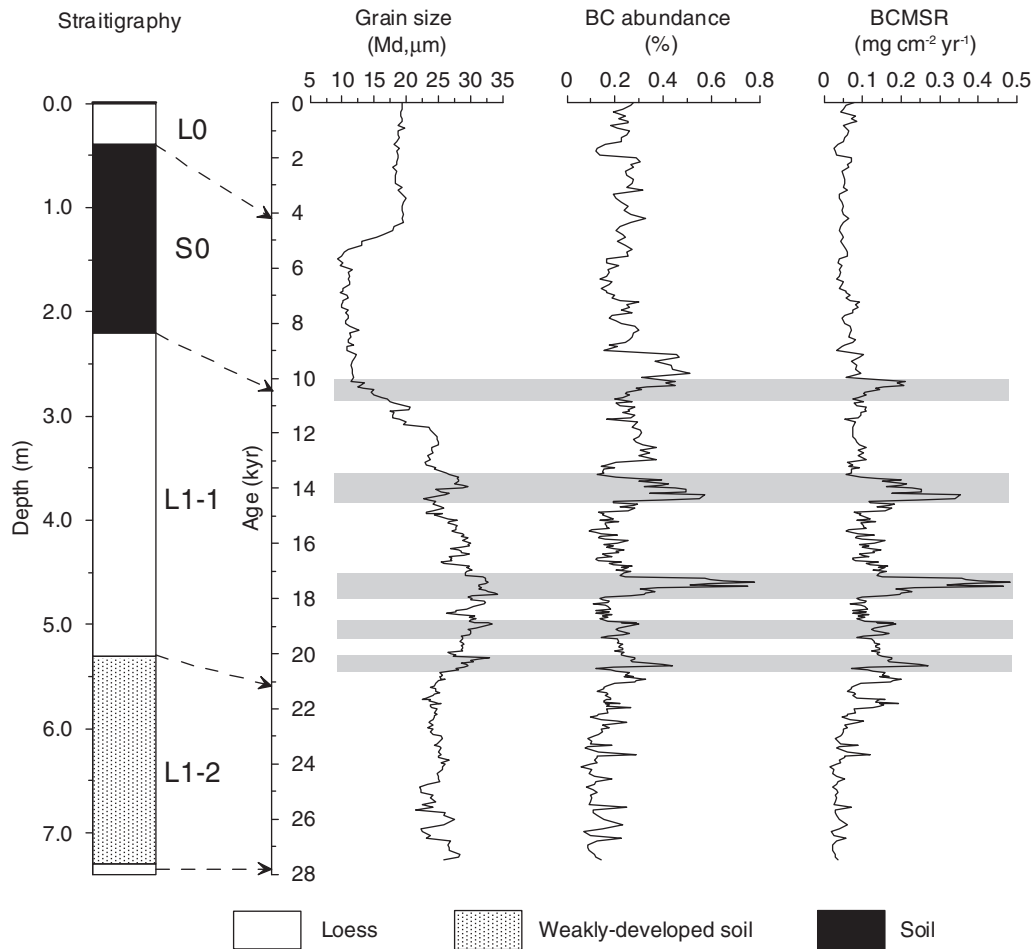 Straitigraphy
Grain size
(Md,μm)
BC abundance
(%)
BCMSR
(mg cm-2 yr-1)
5 10 15 20 25 30 35
0 0.2 0.4 0.6 0.8
0 0.1 0.2 0.3 0.4 0.5
Depth (m)
0.0
1.0
2.0
3.0
4.0
5.0
6.0
7.0
L0
S0
L1-1
L1-2
Age (kyr)
0
2
4
6
8
10
12
14
16
18
20
22
24
26
28
Loess
Weakly-developed soil
Soil